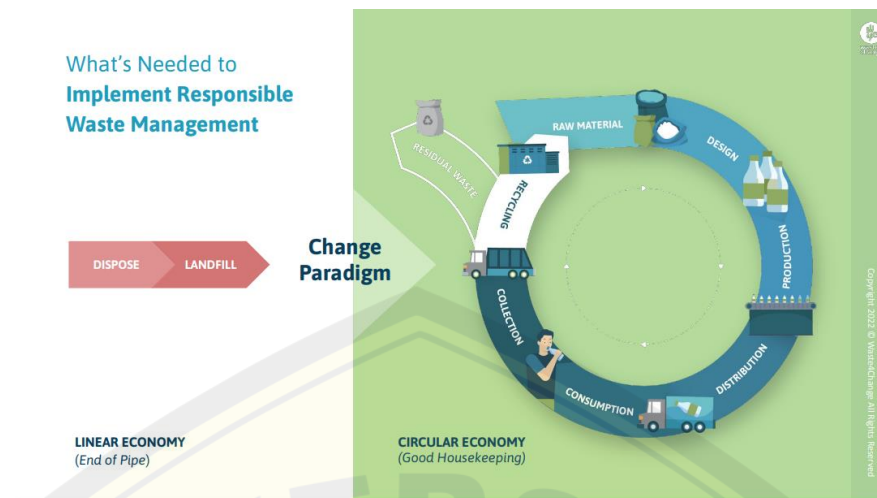 What's Needed to
Implement Responsible
Waste Management
DISPOSE
LANDFILL
Change
Paradigm
LINEAR ECONOMY
(End of Pipe)
RESIDUAL WASTE
RAW MATERIAL
DESIGN
PRODUCTION
DISTRIBUTION
CONSUMPTION
COLLECTION
RECYCLING
CIRCULAR ECONOMY
(Good Housekeeping)
Copyright 2022 © Waste4Change All Rights Reserved